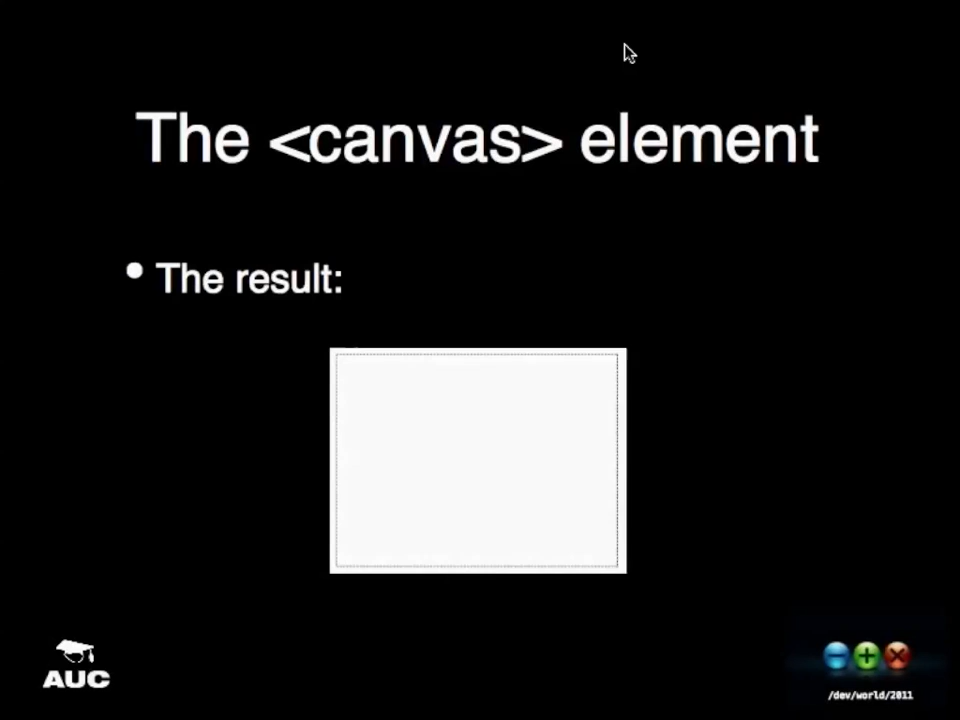 The <canvas> element
• The result:
AUC
/dev/world/2011